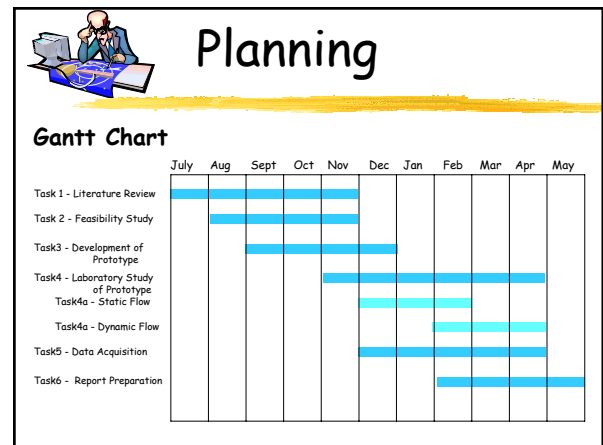 Planning
Gantt Chart
July Aug Sept Oct Nov Dec Jan Feb Mar Apr May
Task 1 - Literature Review
Task 2 - Feasibility Study
Task3 - Development of
Prototype
Task4 - Laboratory Study
of Prototype
Task4a - Static Flow
Task4a - Dynamic Flow
Task5 - Data Acquisition
Task6 - Report Preparation